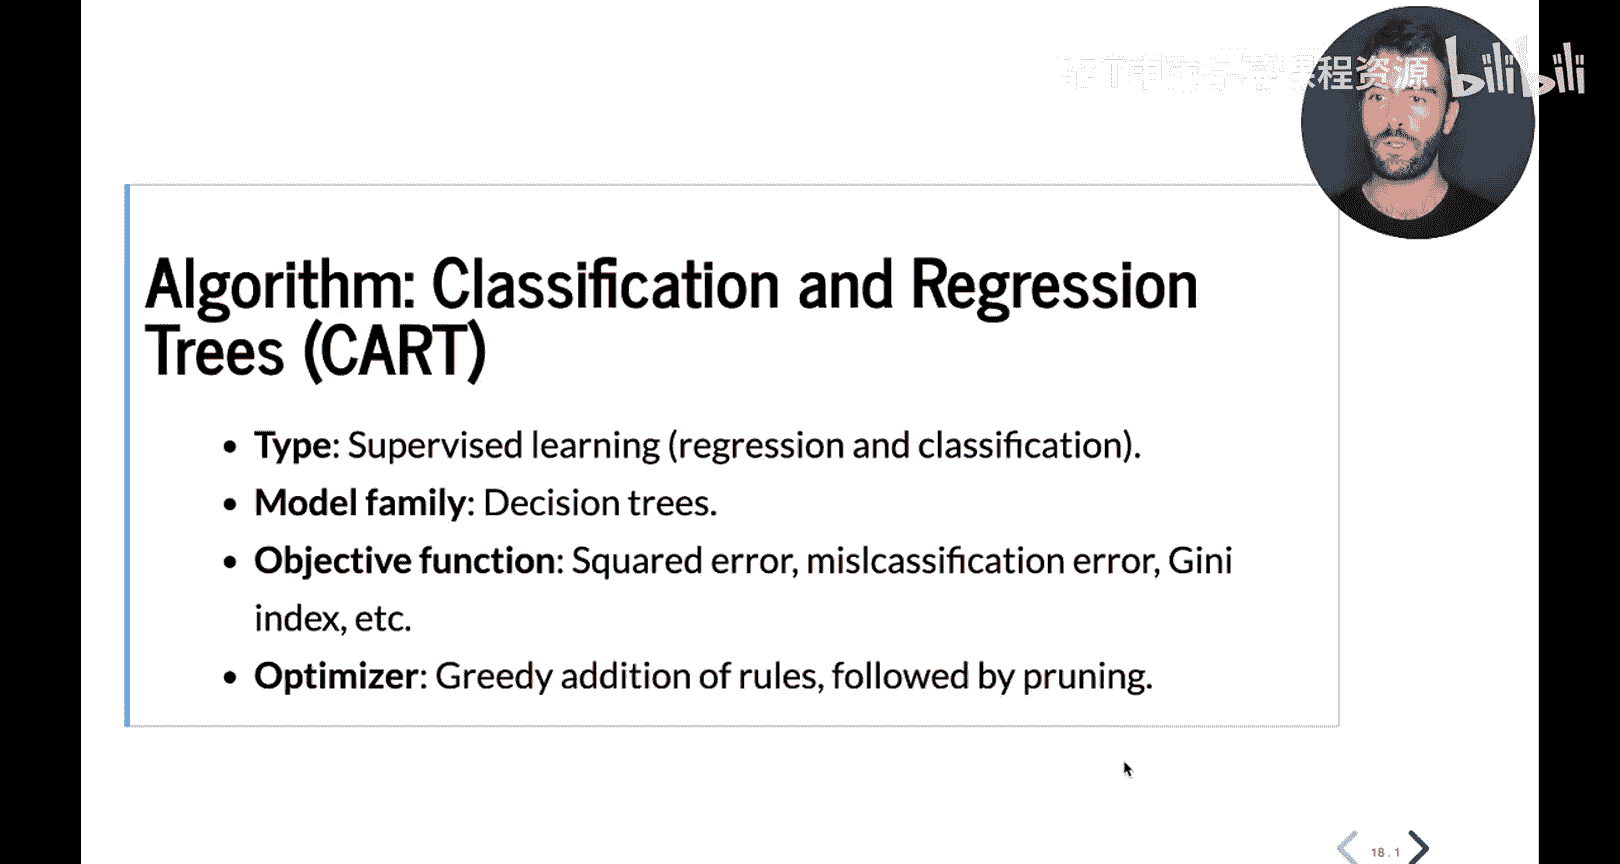 程资源 bilibili
Algorithm: Classification and Regression
Trees (CART)
• Type: Supervised learning (regression and classification).
• Model family: Decision trees.
• Objective function: Squared error, mislcassification error, Gini
index, etc.
• Optimizer: Greedy addition of rules, followed by pruning.
18.1